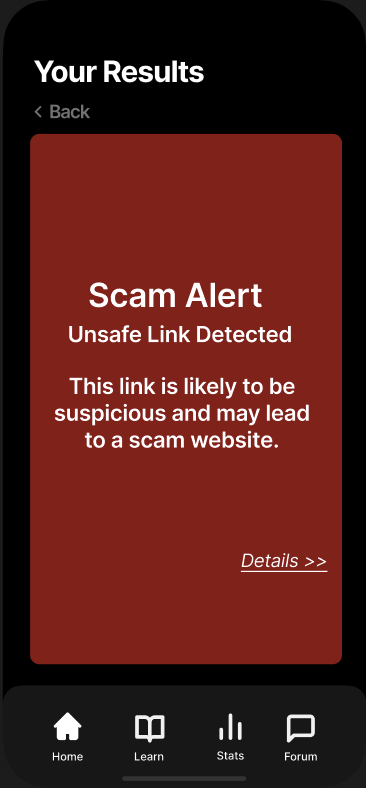 Your Results
< Back
Scam Alert
Unsafe Link Detected
This link is likely to be
suspicious and may lead
to a scam website.
Details >>
Home Learn Stats Forum